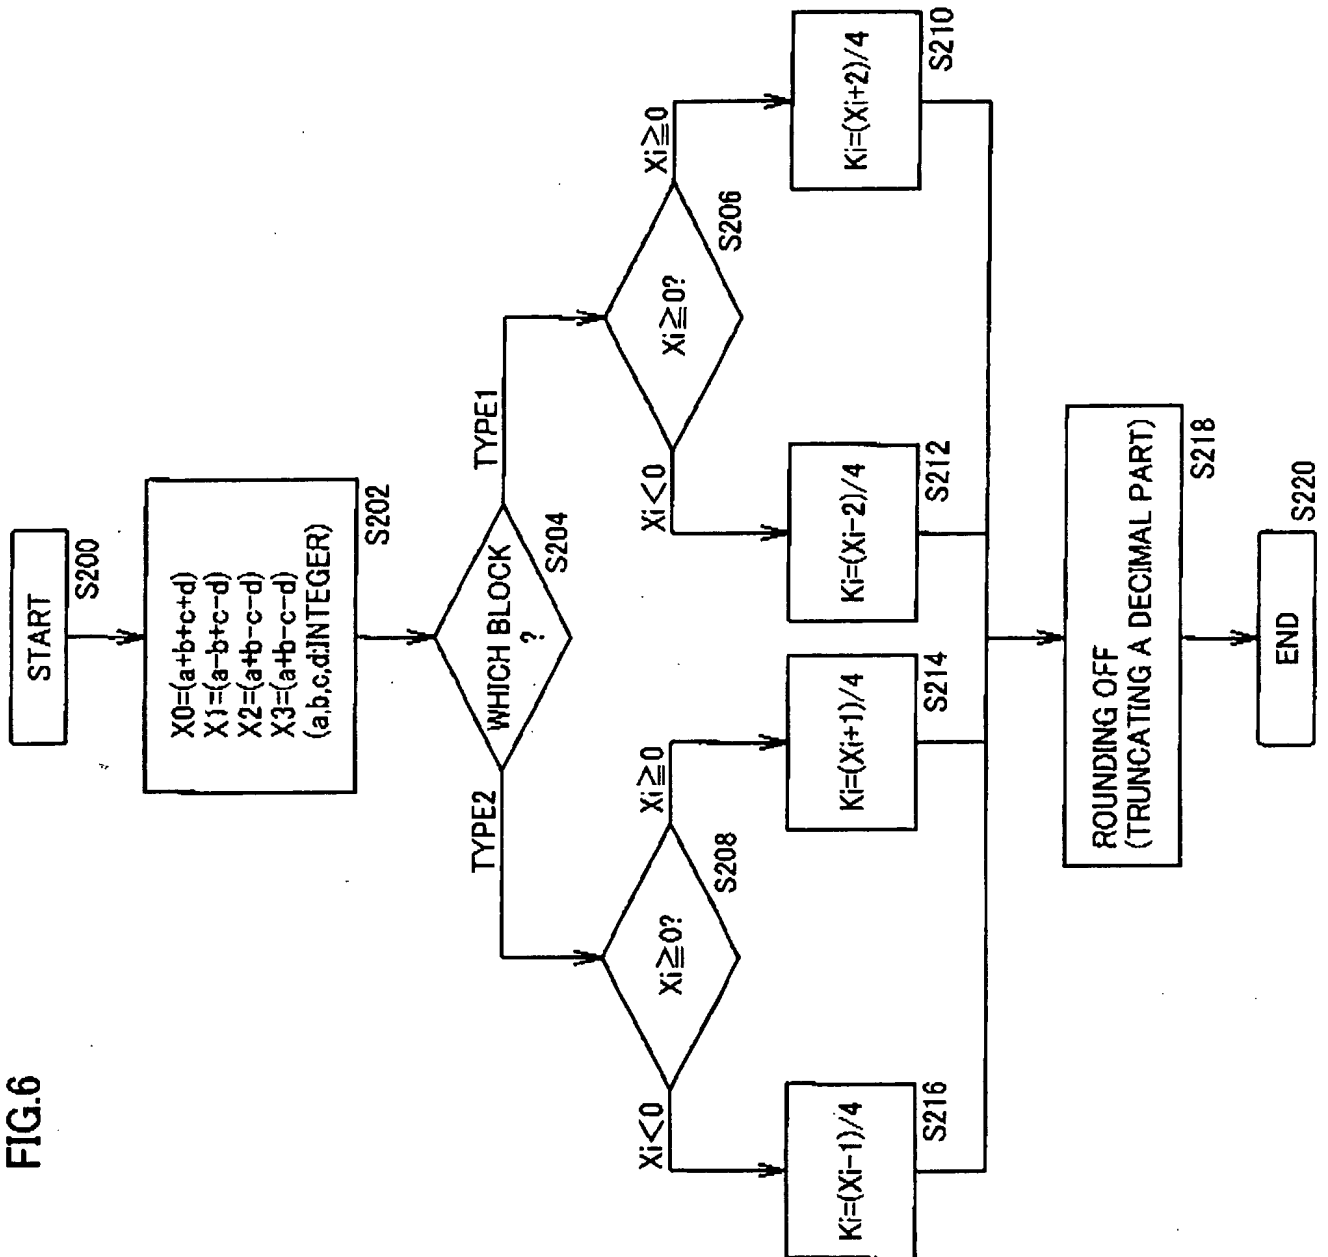 FIG.6
START
S200
X0=(a+b+c+d)
X1=(a-b+c-d)
X2=(a+b-c-d)
X3=(a+b-c-d)
(a,b,c,d:INTEGER)
S202
WHICH BLOCK
?
S204
TYPE2
TYPE1
Xi≧0?
S208
Xi≧0?
S206
Xi<0
Xi≧0
Xi<0
Xi≧0
Ki=(Xi-1)/4
S216
Ki=(Xi+1)/4
S214
Ki=(Xi-2)/4
S212
Ki=(Xi+2)/4
S210
ROUNDING OFF
(TRUNCATING A DECIMAL PART)
S218
END
S220